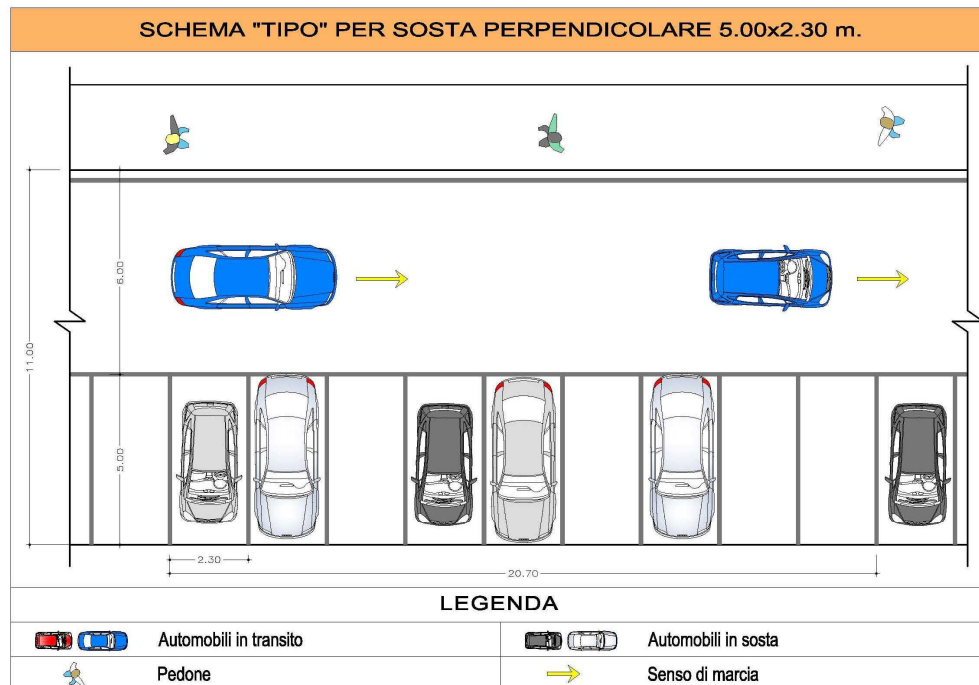 SCHEMA "TIPO" PER SOSTA PERPENDICOLARE 5.00x2.30 m.
6.00
11.00
5.00
2.30
20.70
LEGENDA
Automobili in transito
Automobili in sosta
Pedone
Senso di marcia